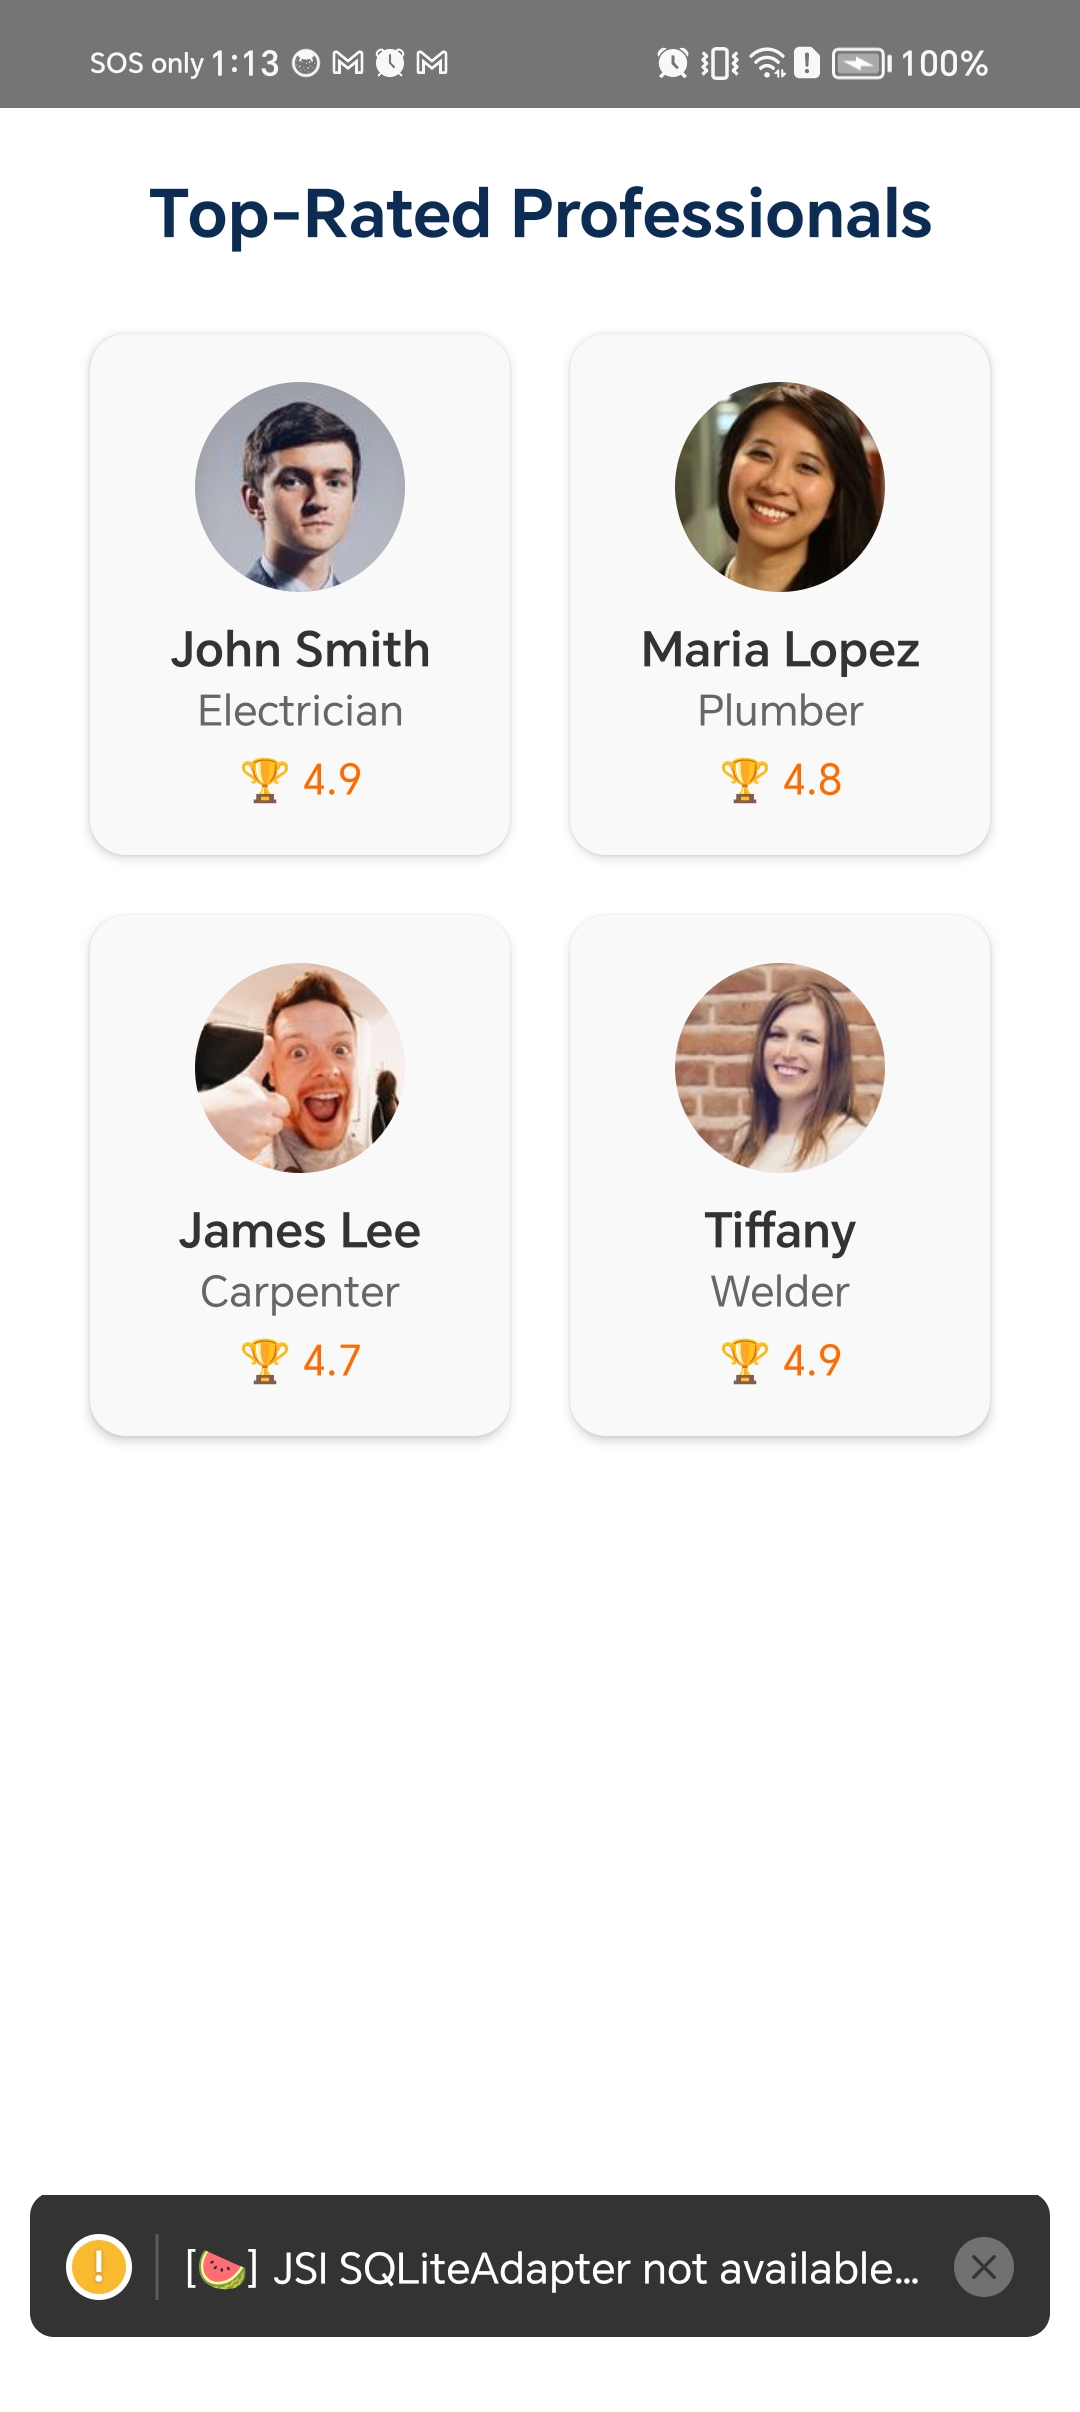 SOS only 1:13 100%
Top-Rated Professionals
John Smith
Electrician
🏆 4.9
Maria Lopez
Plumber
🏆 4.8
James Lee
Carpenter
🏆 4.7
Tiffany
Welder
🏆 4.9
[🍉] JSI SQLiteAdapter not available...